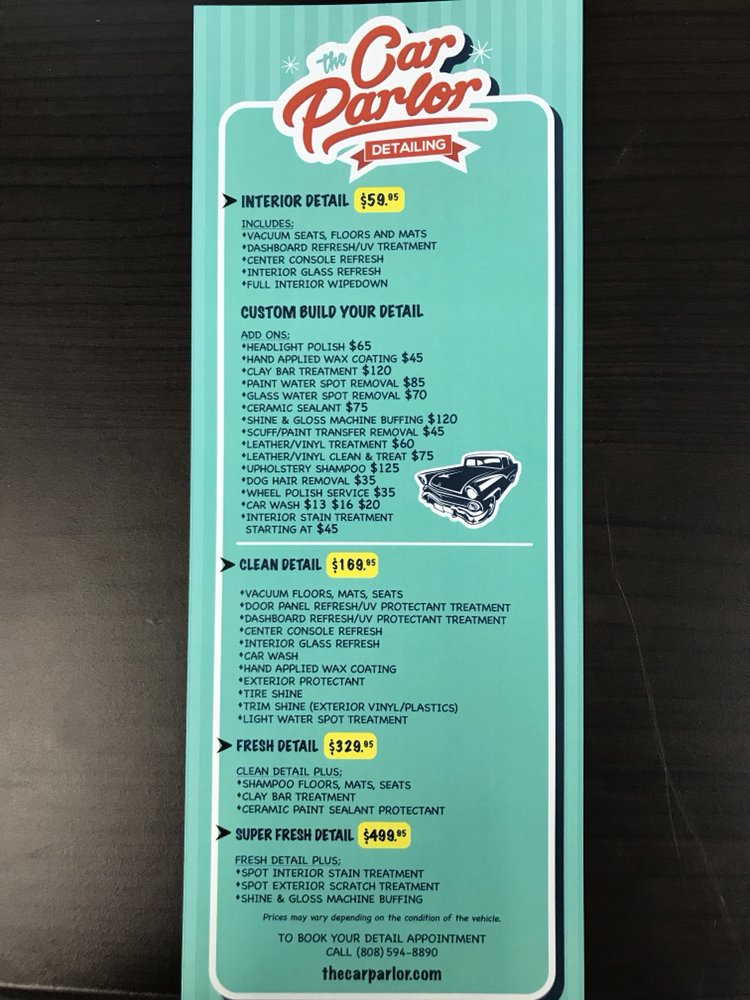 the Car
Parlor
DETAILING
INTERIOR DETAIL $59.95
INCLUDES;
•VACUUM SEATS, FLOORS AND MATS
•DASHBOARD REFRESH/UV TREATMENT
•CENTER CONSOLE REFRESH
•INTERIOR GLASS REFRESH
•FULL INTERIOR WIPEDOWN
CUSTOM BUILD YOUR DETAIL
ADD ONS;
•HEADLIGHT POLISH $65
•HAND APPLIED WAX COATING $45
•CLAY BAR TREATMENT $120
•PAINT WATER SPOT REMOVAL $85
•GLASS WATER SPOT REMOVAL $70
•CERAMIC SEALANT $75
•SHINE & GLOSS MACHINE BUFFING $120
•SCUFF/PAINT TRANSFER REMOVAL $45
•LEATHER/VINYL TREATMENT $60
•LEATHER/VINYL CLEAN & TREAT $75
•UPHOLSTERY SHAMPOO $125
•DOG HAIR REMOVAL $35
•WHEEL POLISH SERVICE $35
•CAR WASH $13 $16 $20
•INTERIOR STAIN TREATMENT
STARTING AT $45
CLEAN DETAIL $169.95
•VACUUM FLOORS, MATS, SEATS
•DOOR PANEL REFRESH/UV PROTECTANT TREATMENT
•DASHBOARD REFRESH/UV PROTECTANT TREATMENT
•CENTER CONSOLE REFRESH
•INTERIOR GLASS REFRESH
•CAR WASH
•HAND APPLIED WAX COATING
•EXTERIOR PROTECTANT
•TIRE SHINE
•TRIM SHINE (EXTERIOR VINYL/PLASTICS)
•LIGHT WATER SPOT TREATMENT
FRESH DETAIL $329.95
CLEAN DETAIL PLUS;
•SHAMPOO FLOORS, MATS, SEATS
•CLAY BAR TREATMENT
•CERAMIC PAINT SEALANT PROTECTANT
SUPER FRESH DETAIL $499.95
FRESH DETAIL PLUS;
•SPOT INTERIOR STAIN TREATMENT
•SPOT EXTERIOR SCRATCH TREATMENT
•SHINE & GLOSS MACHINE BUFFING
Prices may vary depending on the condition of the vehicle.
TO BOOK YOUR DETAIL APPOINTMENT
CALL (808) 594-8890
thecarparlor.com